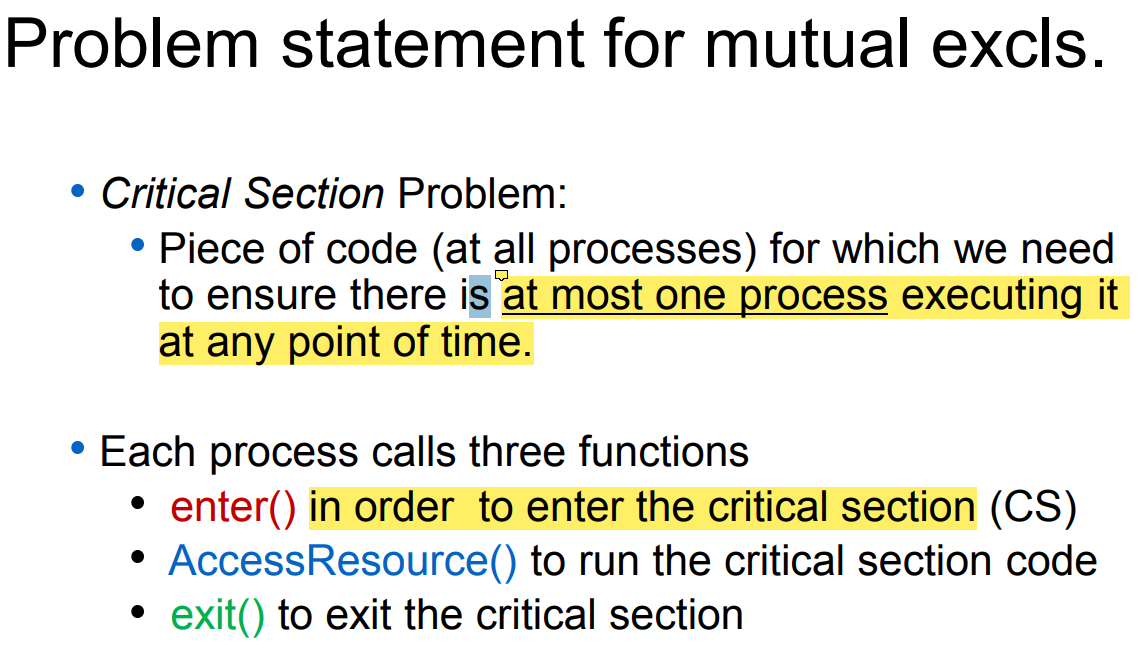 Problem statement for mutual excls.
• Critical Section Problem:
• Piece of code (at all processes) for which we need
to ensure there is at most one process executing it
at any point of time.
• Each process calls three functions
• enter() in order  to enter the critical section (CS)
• AccessResource() to run the critical section code
• exit() to exit the critical section